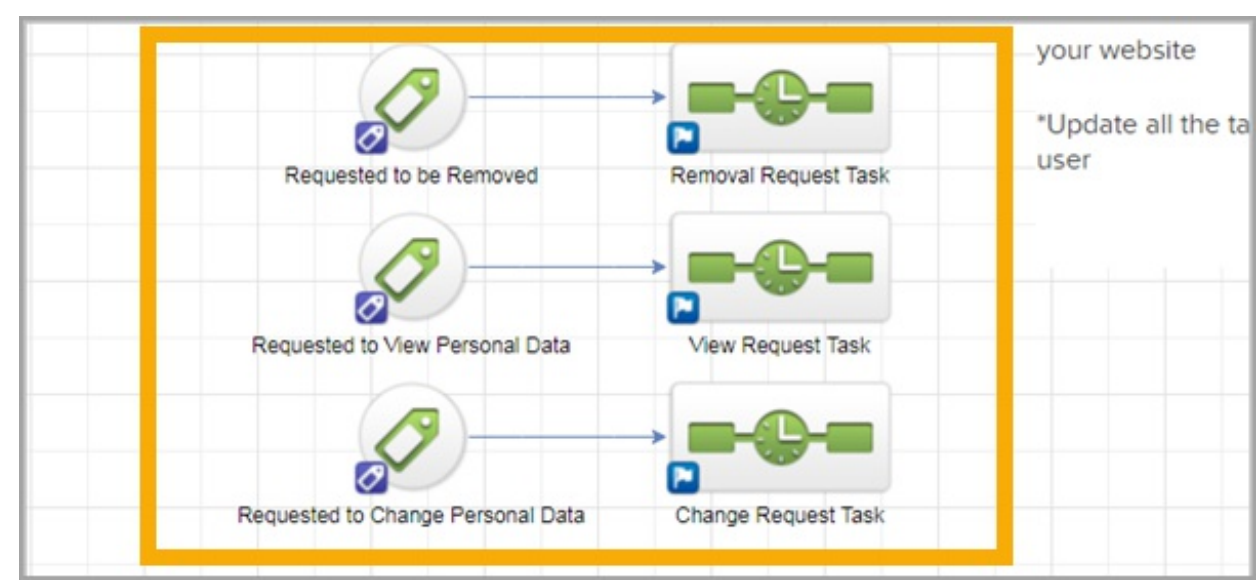 your website
*Update all the ta
user
Requested to be Removed
Removal Request Task
Requested to View Personal Data
View Request Task
Requested to Change Personal Data
Change Request Task